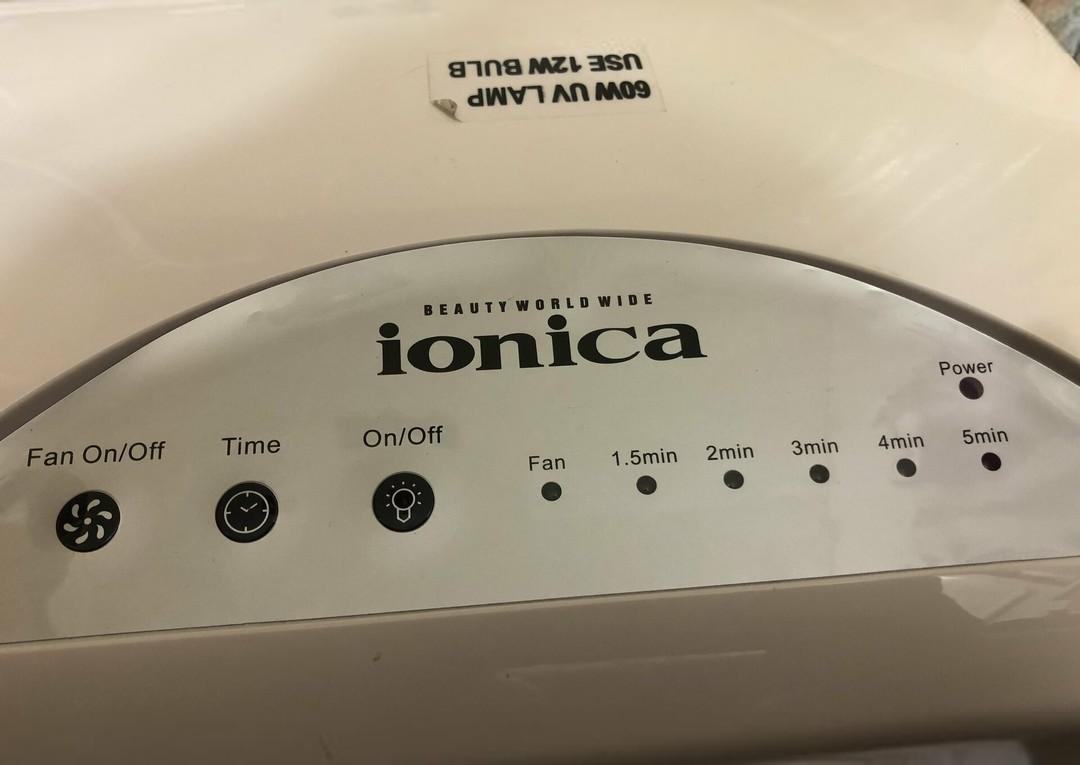 60W UV LAMP
USE 12W BULB
BEAUTY WORLD WIDE
ionica
Power
Fan On/Off Time On/Off Fan 1.5min 2min 3min 4min 5min